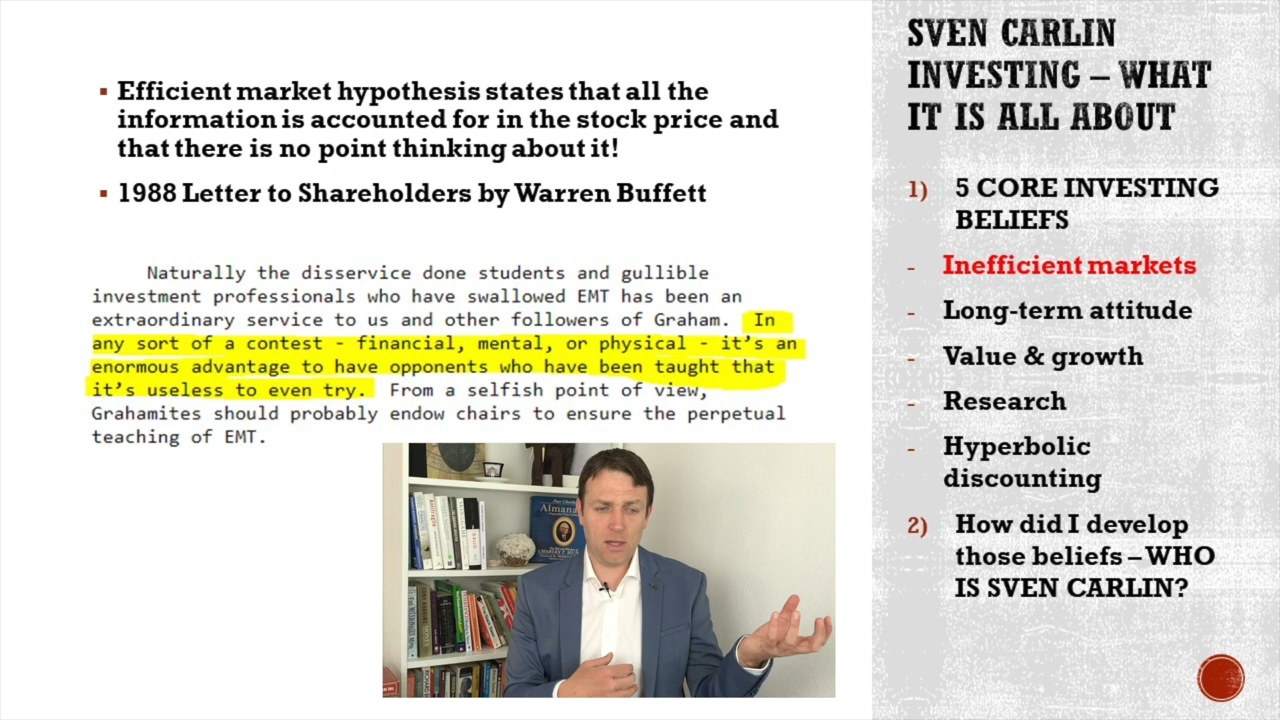 Efficient market hypothesis states that all the
information is accounted for in the stock price and
that there is no point thinking about it!
1988 Letter to Shareholders by Warren Buffett
Naturally the disservice done students and gullible
investment professionals who have swallowed EMT has been an
extraordinary service to us and other followers of Graham. In
any sort of a contest - financial, mental, or physical - it’s an
enormous advantage to have opponents who have been taught that
it’s useless to even try. From a selfish point of view,
Grahamites should probably endow chairs to ensure the perpetual
teaching of EMT.
SVEN CARLIN
INVESTING – WHAT
IT IS ALL ABOUT
1) 5 CORE INVESTING
BELIEFS
- Inefficient markets
- Long-term attitude
- Value & growth
- Research
- Hyperbolic
discounting
2) How did I develop
those beliefs – WHO
IS SVEN CARLIN?